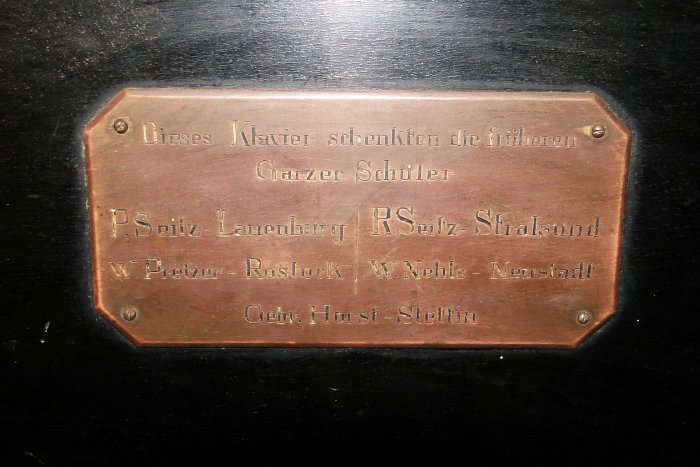 Dieses Klavier schenkten die früheren
Garzer Schüler
P. Seitz-Lauenburg R. Seitz-Stralsund
W. Pretzer-Rostock W. Nehls-Neustadt
Gebr. Horst-Stettin